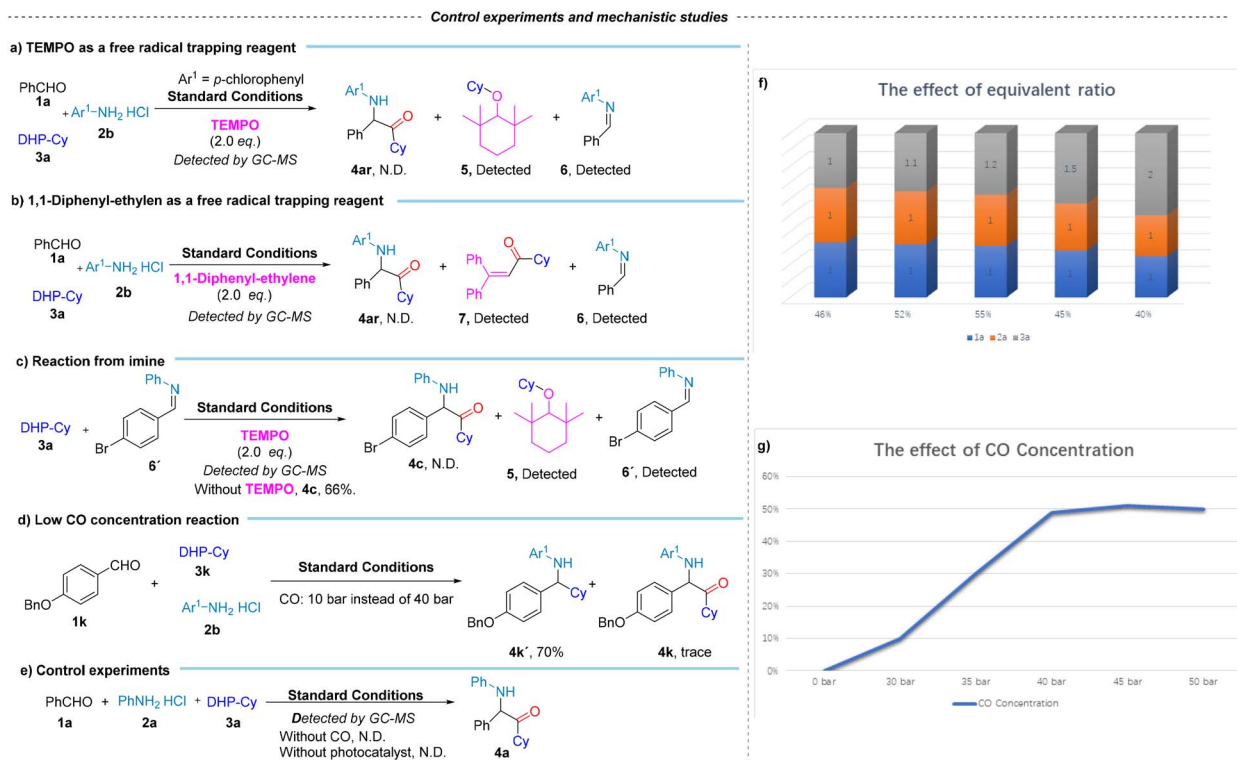 Control experiments and mechanistic studies
a) TEMPO as a free radical trapping reagent
PhCHO
1a
+ Ar1-NH2 HCl
2b
DHP-Cy
3a
Ar1 = p-chlorophenyl
Standard Conditions
TEMPO
(2.0 eq.)
Detected by GC-MS
Ar1
NH
Ph
O
Cy
4ar, N.D.
+
Cy
O
5, Detected
+
Ar1
N
Ph
6, Detected
b) 1,1-Diphenyl-ethylen as a free radical trapping reagent
PhCHO
1a
+ Ar1-NH2 HCl
2b
DHP-Cy
3a
Standard Conditions
1,1-Diphenyl-ethylene
(2.0 eq.)
Detected by GC-MS
Ar1
NH
Ph
O
Cy
4ar, N.D.
+
Ph
Ph
O
Cy
7, Detected
+
Ar1
N
Ph
6, Detected
c) Reaction from imine
DHP-Cy
3a
+
Ph
N
Br
6´
Standard Conditions
TEMPO
(2.0 eq.)
Detected by GC-MS
Without TEMPO, 4c, 66%.
Ph
NH
Br
O
Cy
4c, N.D.
+
Cy
O
5, Detected
+
Ph
N
Br
6´, Detected
d) Low CO concentration reaction
CHO
BnO
1k
+
DHP-Cy
3k
Ar1-NH2 HCl
2b
Standard Conditions
CO: 10 bar instead of 40 bar
Ar1
NH
Cy
BnO
4k´, 70%
+
Ar1
NH
O
Cy
BnO
4k, trace
e) Control experiments
PhCHO + PhNH2 HCl + DHP-Cy
1a 2a 3a
Standard Conditions
Detected by GC-MS
Without CO, N.D.
Without photocatalyst, N.D.
Ph
NH
Ph
O
Cy
4a
f)
The effect of equivalent ratio
1 1.1 1.2 1.5 2
1 1 1 1 1
1 1 1 1 1
46% 52% 55% 45% 40%
1a 2a 3a
g)
The effect of CO Concentration
60%
50%
40%
30%
20%
10%
0%
0 bar 30 bar 35 bar 40 bar 45 bar 50 bar
CO Concentration